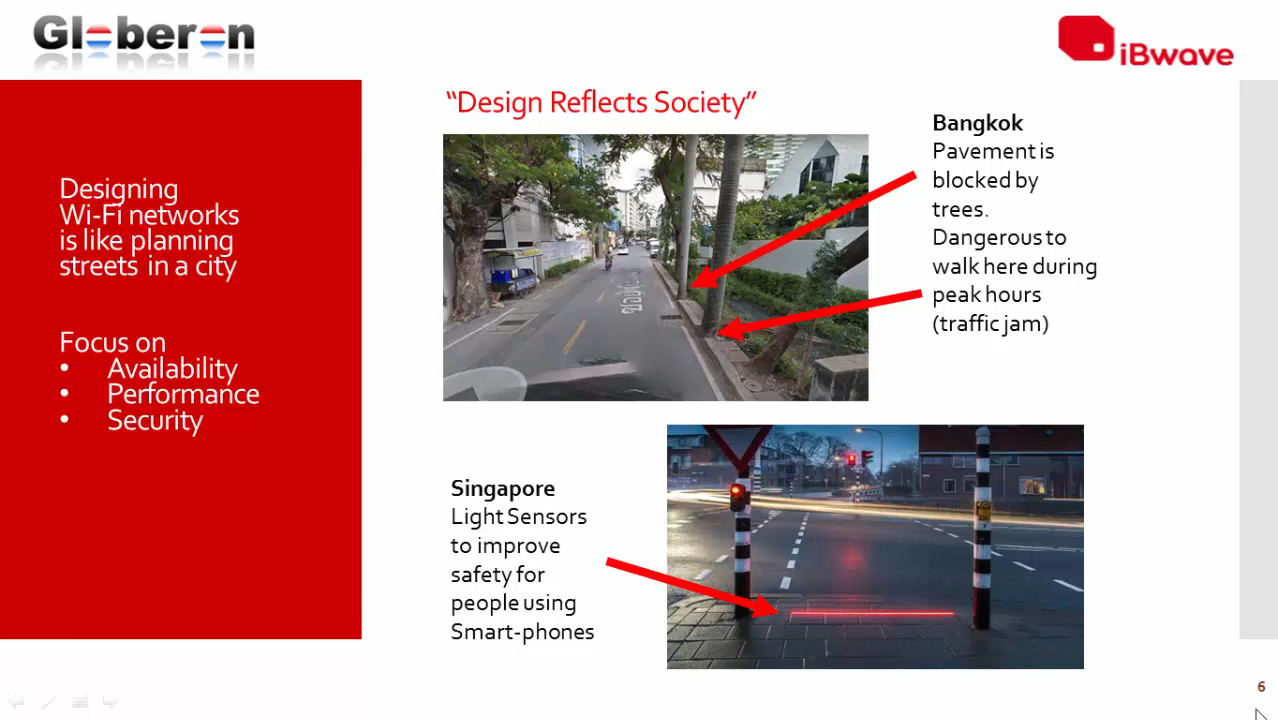 Globeron
iBwave
Designing
Wi-Fi networks
is like planning
streets in a city
Focus on
• Availability
• Performance
• Security
“Design Reflects Society”
Bangkok
Pavement is
blocked by
trees.
Dangerous to
walk here during
peak hours
(traffic jam)
Singapore
Light Sensors
to improve
safety for
people using
Smart-phones
6